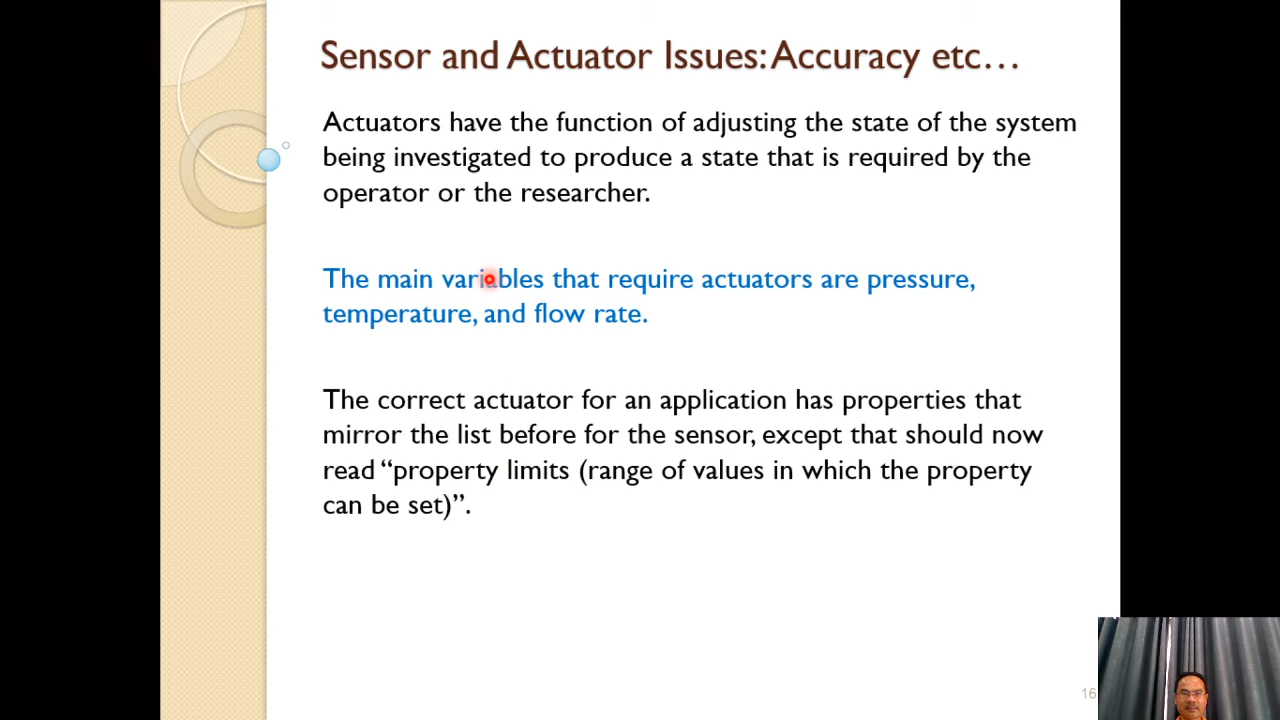 Sensor and Actuator Issues: Accuracy etc…
Actuators have the function of adjusting the state of the system
being investigated to produce a state that is required by the
operator or the researcher.
The main variables that require actuators are pressure,
temperature, and flow rate.
The correct actuator for an application has properties that
mirror the list before for the sensor, except that should now
read “property limits (range of values in which the property
can be set)”.
16